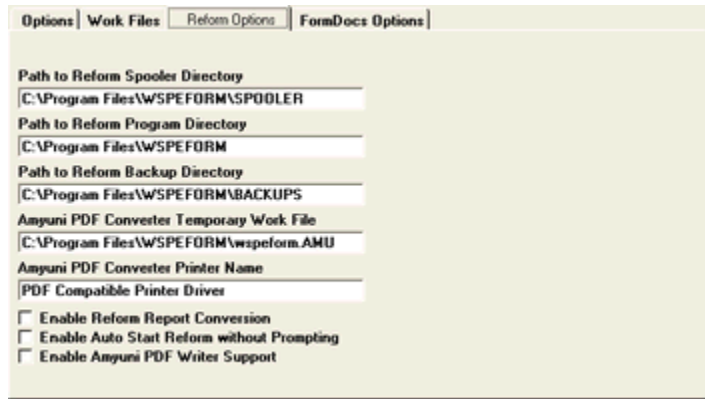 Options Work Files Reform Options FormDocs Options
Path to Reform Spooler Directory
C:\Program Files\WSPEFORM\SPOOLER
Path to Reform Program Directory
C:\Program Files\WSPEFORM
Path to Reform Backup Directory
C:\Program Files\WSPEFORM\BACKUPS
Amyuni PDF Converter Temporary Work File
C:\Program Files\WSPEFORM\wspeform.AMU
Amyuni PDF Converter Printer Name
PDF Compatible Printer Driver
Enable Reform Report Conversion
Enable Auto Start Reform without Prompting
Enable Amyuni PDF Writer Support